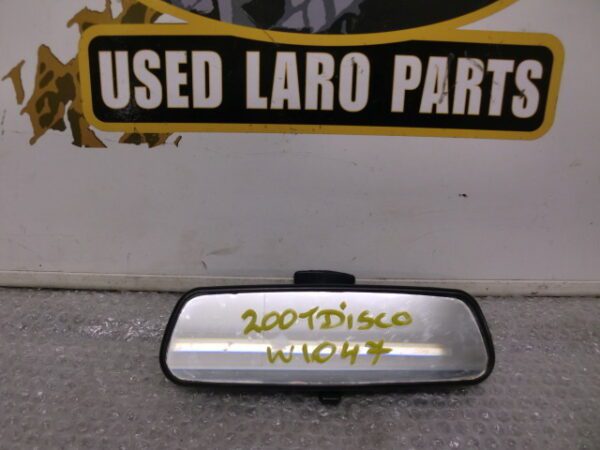 USED LARO PARTS
200TDISCO
W1047